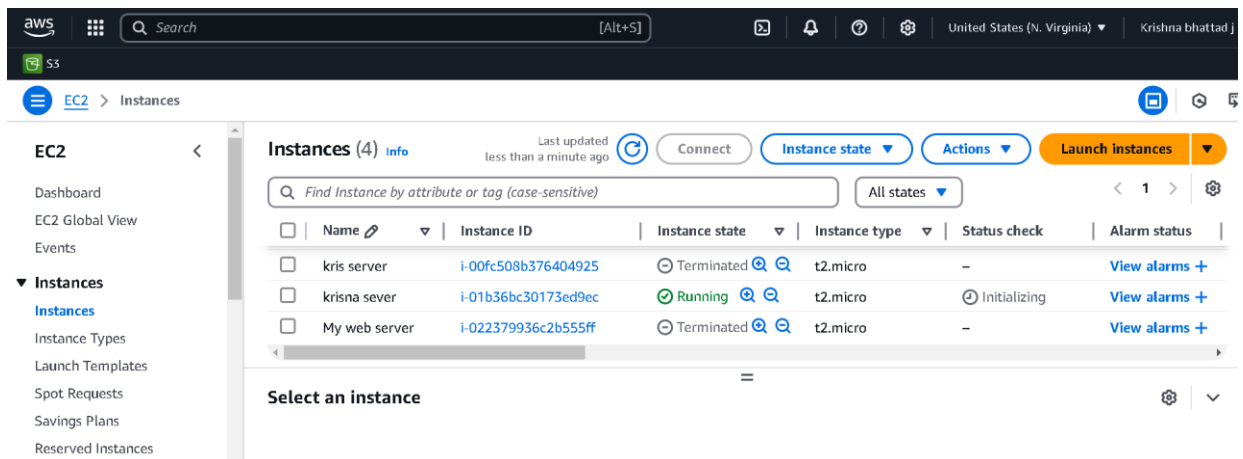 aws Search [Alt+S] United States (N. Virginia) Krishna bhattad j
S3
EC2 > Instances
EC2
Dashboard
EC2 Global View
Events
Instances
Instances
Instance Types
Launch Templates
Spot Requests
Savings Plans
Reserved Instances
Instances (4) Info Last updated less than a minute ago Connect Instance state Actions Launch instances
Find Instance by attribute or tag (case-sensitive) All states 1
Name Instance ID Instance state Instance type Status check Alarm status
kris server i-00fc508b376404925 Terminated t2.micro – View alarms +
krisna sever i-01b36bc30173ed9ec Running t2.micro Initializing View alarms +
My web server i-022379936c2b555ff Terminated t2.micro – View alarms +
Select an instance